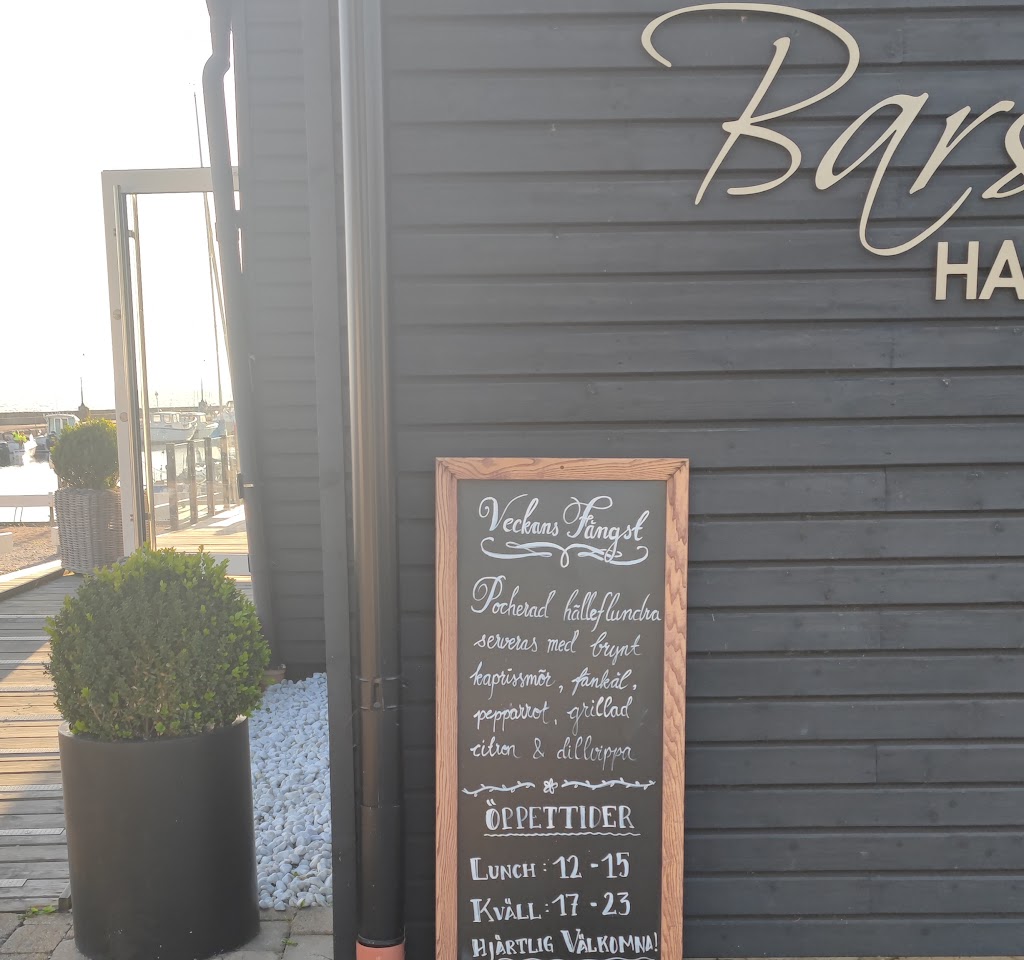 Bars
HA
Veckans Fångst
Pocherad hälleflundra
serveras med brynt
kaprissmör, fänkål,
pepparrot, grillad
citron & dillvippa
ÖPPETTIDER
LUNCH: 12 - 15
KVÄLL: 17 - 23
HJÄRTLIG VÄLKOMNA!